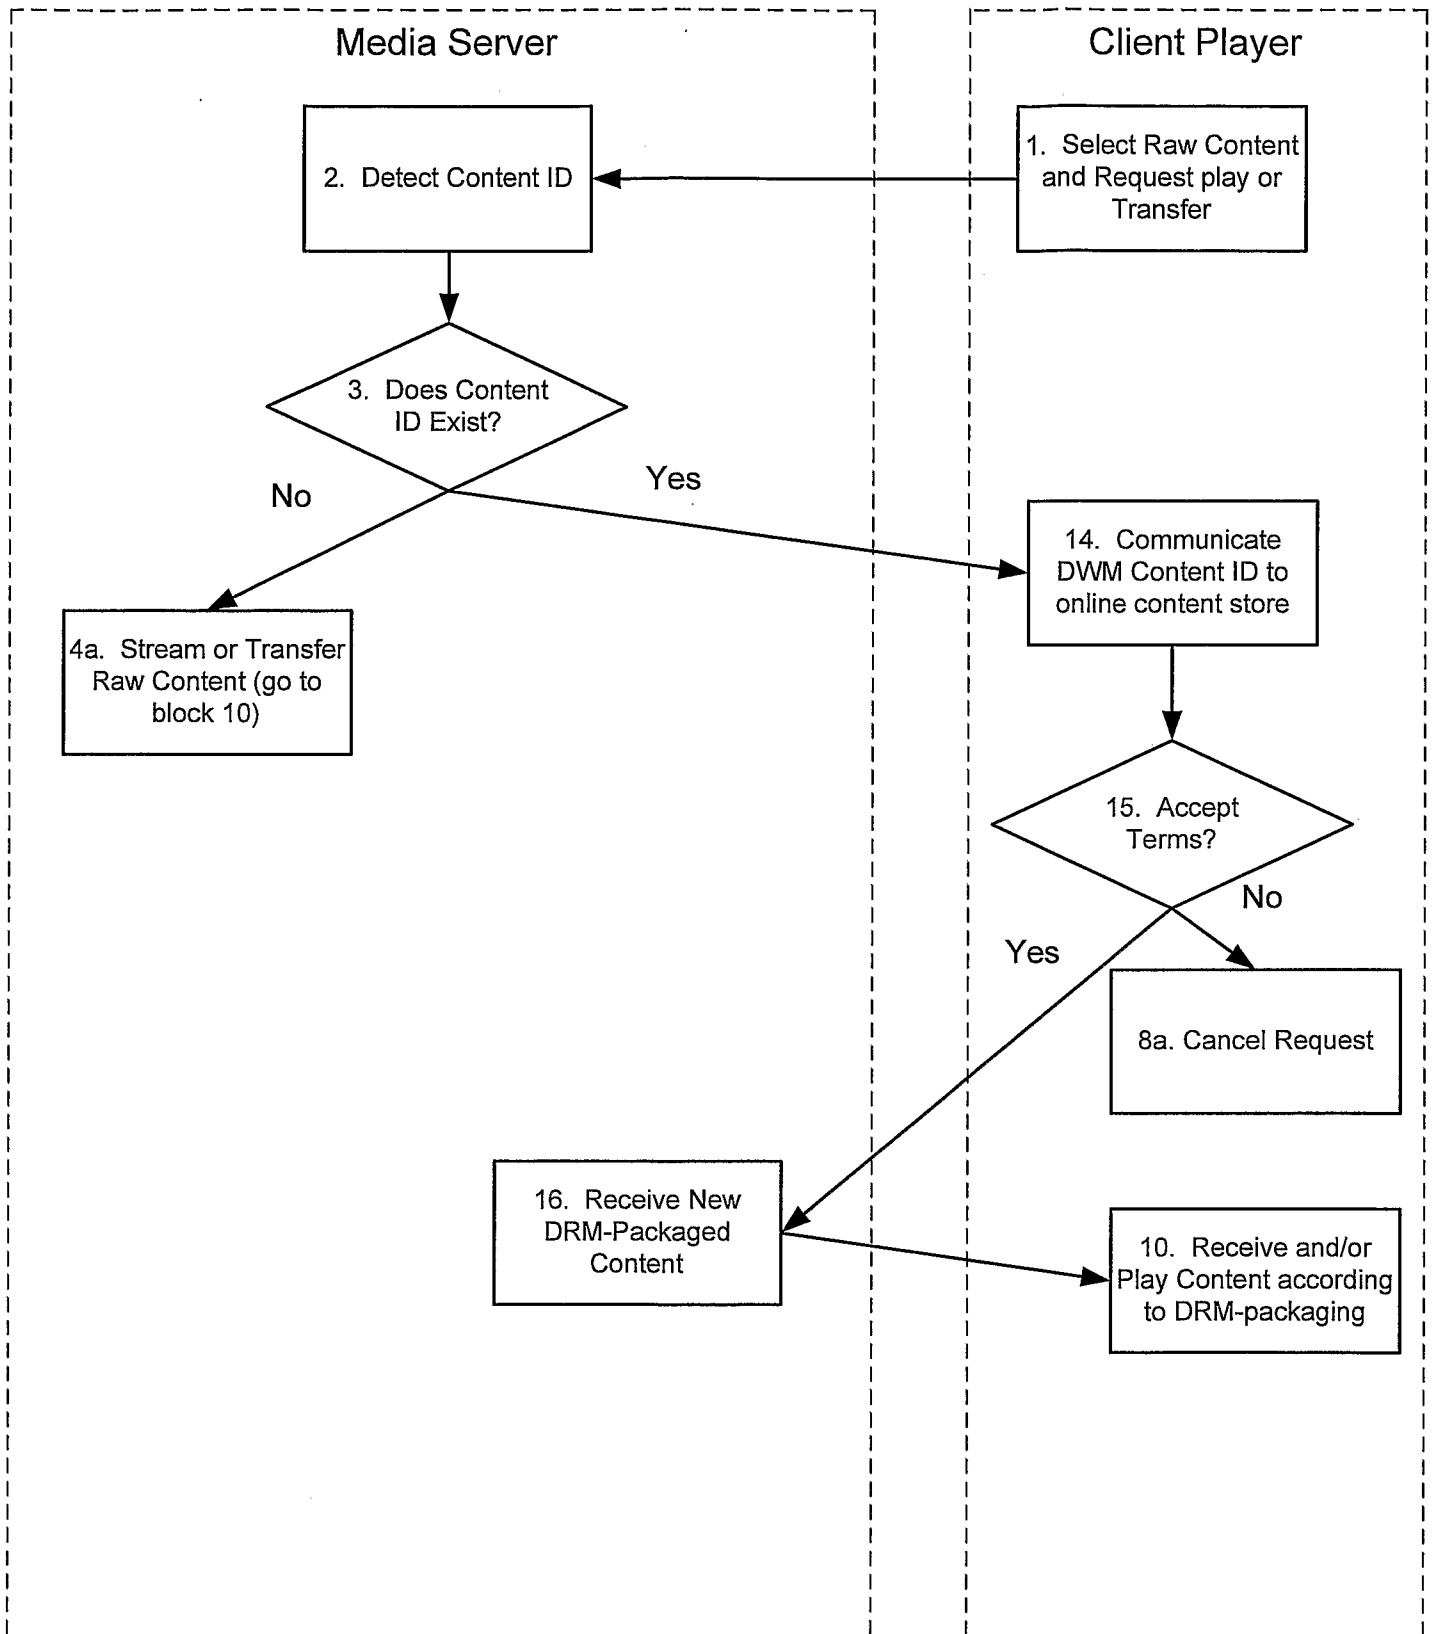 Media Server
Client Player
2. Detect Content ID
1. Select Raw Content
and Request play or
Transfer
3. Does Content
ID Exist?
No
Yes
14. Communicate
DWM Content ID to
online content store
4a. Stream or Transfer
Raw Content (go to
block 10)
15. Accept
Terms?
No
Yes
8a. Cancel Request
16. Receive New
DRM-Packaged
Content
10. Receive and/or
Play Content according
to DRM-packaging